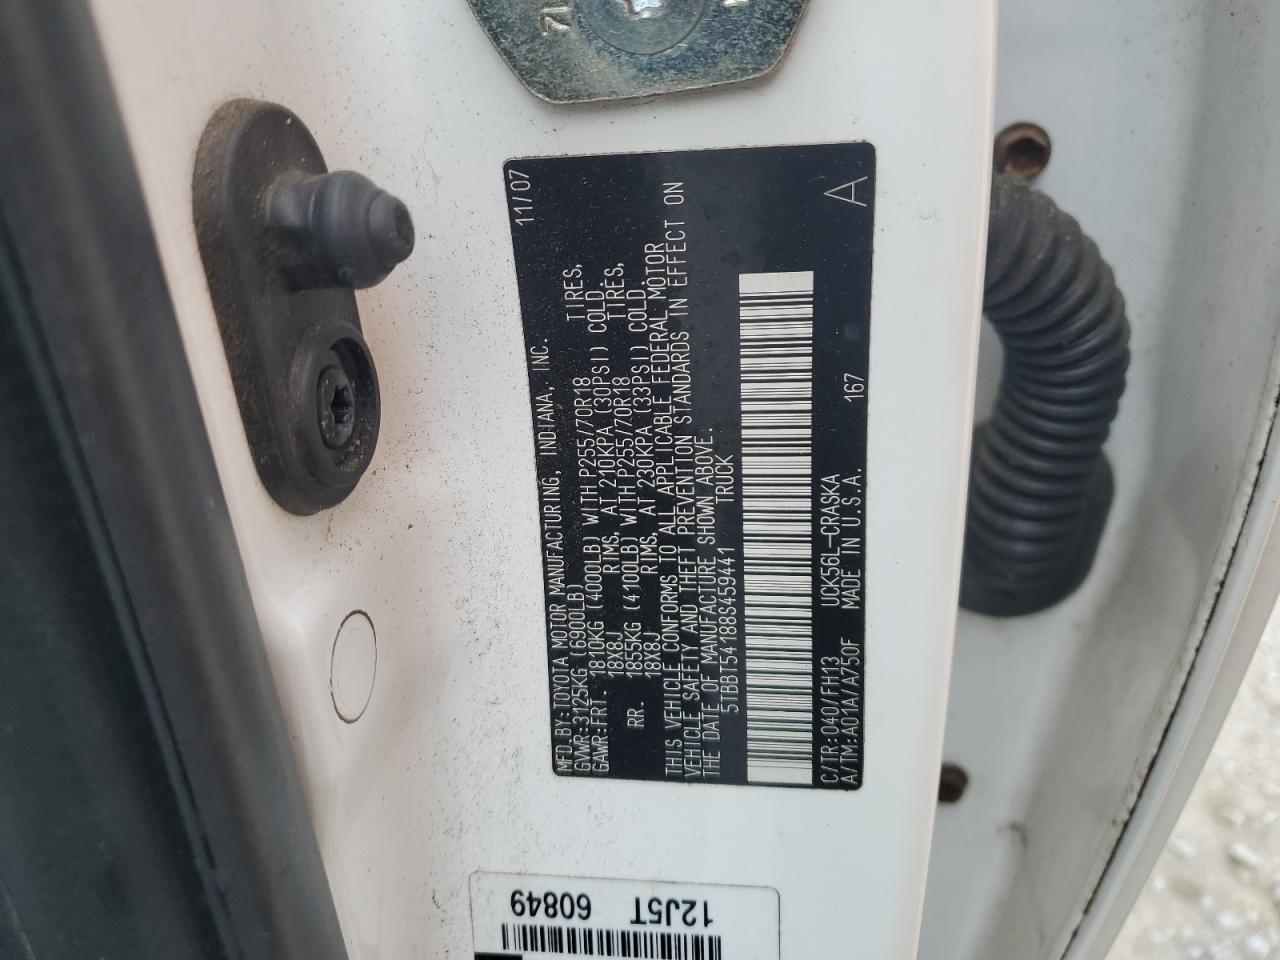 MFD. BY: TOYOTA MOTOR MANUFACTURING, INDIANA, INC. 11/07
GVWR: 3125KG (6900LB)
GAWR: FRT. 1810KG (4000LB) WITH P255/70R18 TIRES,
18X8J RIMS, AT 210KPA (30PSI) COLD.
RR. 1855KG (4100LB) WITH P255/70R18 TIRES,
18X8J RIMS, AT 230KPA (33PSI) COLD.
THIS VEHICLE CONFORMS TO ALL APPLICABLE FEDERAL MOTOR
VEHICLE SAFETY AND THEFT PREVENTION STANDARDS IN EFFECT ON
THE DATE OF MANUFACTURE SHOWN ABOVE.
5TBBT54188S459441 TRUCK
C/TR: 040/FH13 UCK56L-CRASKA 167 A
A/TM: A01A/A750F MADE IN U.S.A.
12J5T
60849